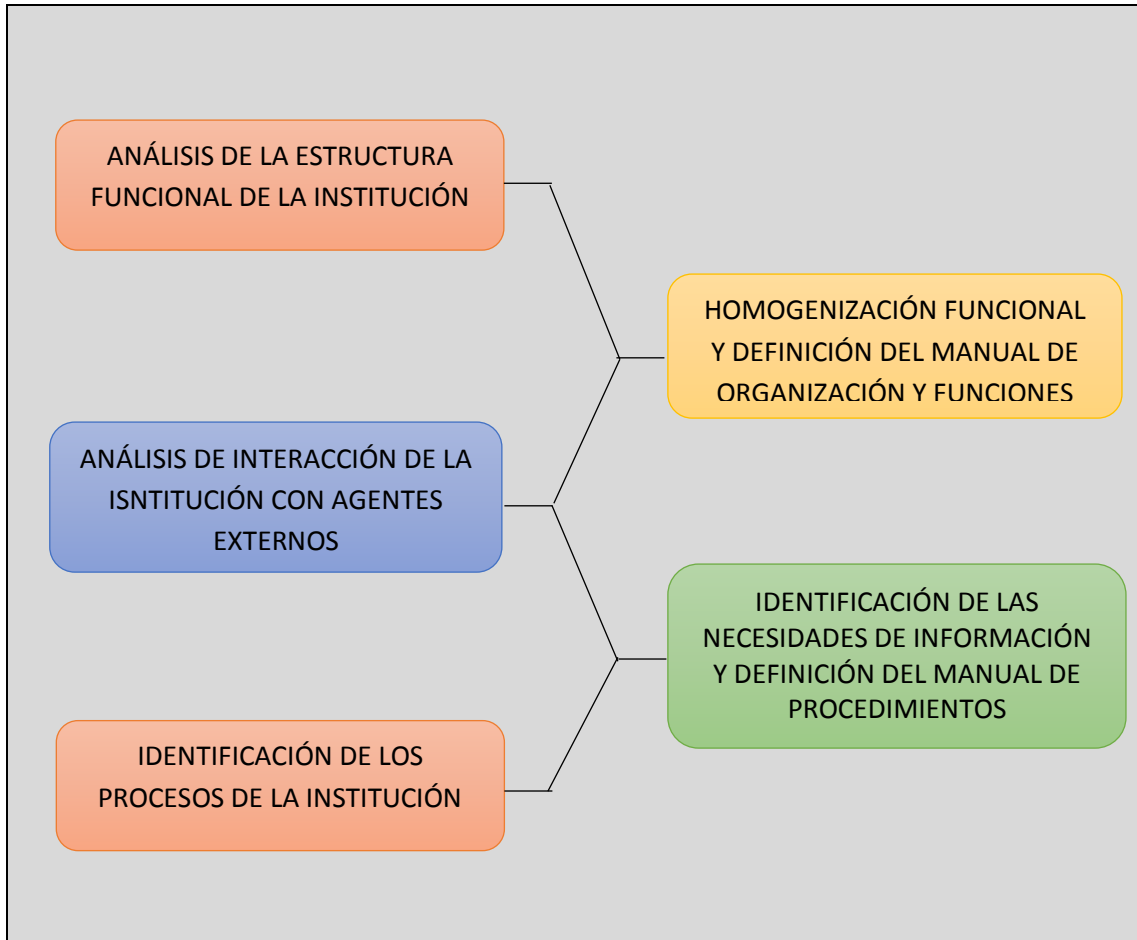 ANÁLISIS DE LA ESTRUCTURA
FUNCIONAL DE LA INSTITUCIÓN
HOMOGENIZACIÓN FUNCIONAL
Y DEFINICIÓN DEL MANUAL DE
ORGANIZACIÓN Y FUNCIONES
ANÁLISIS DE INTERACCIÓN DE LA
ISNTITUCIÓN CON AGENTES
EXTERNOS
IDENTIFICACIÓN DE LAS
NECESIDADES DE INFORMACIÓN
Y DEFINICIÓN DEL MANUAL DE
PROCEDIMIENTOS
IDENTIFICACIÓN DE LOS
PROCESOS DE LA INSTITUCIÓN